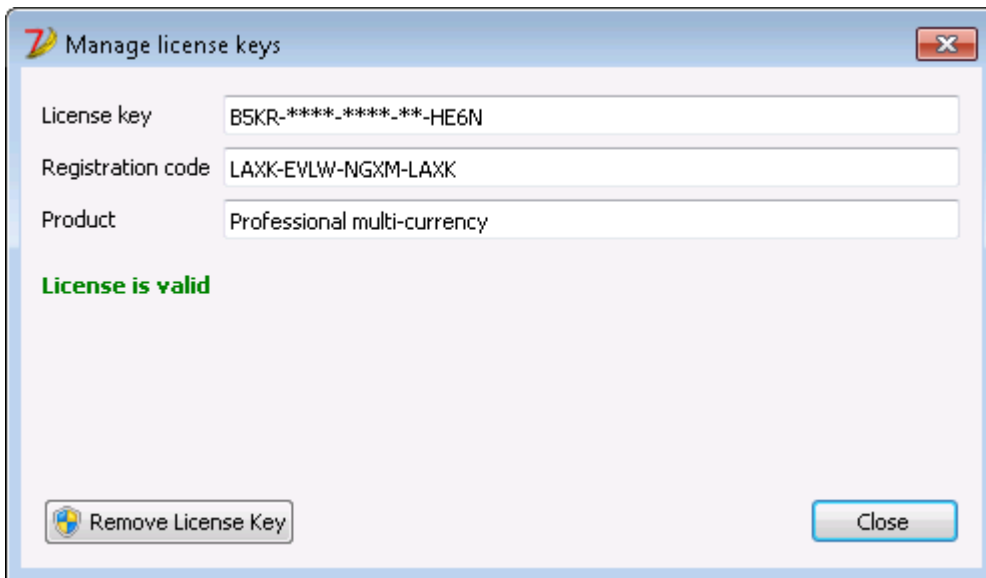 Manage license keys
License key B5KR-****-****-**-HE6N
Registration code LAXK-EVLW-NGXM-LAXK
Product Professional multi-currency
License is valid
Remove License Key Close